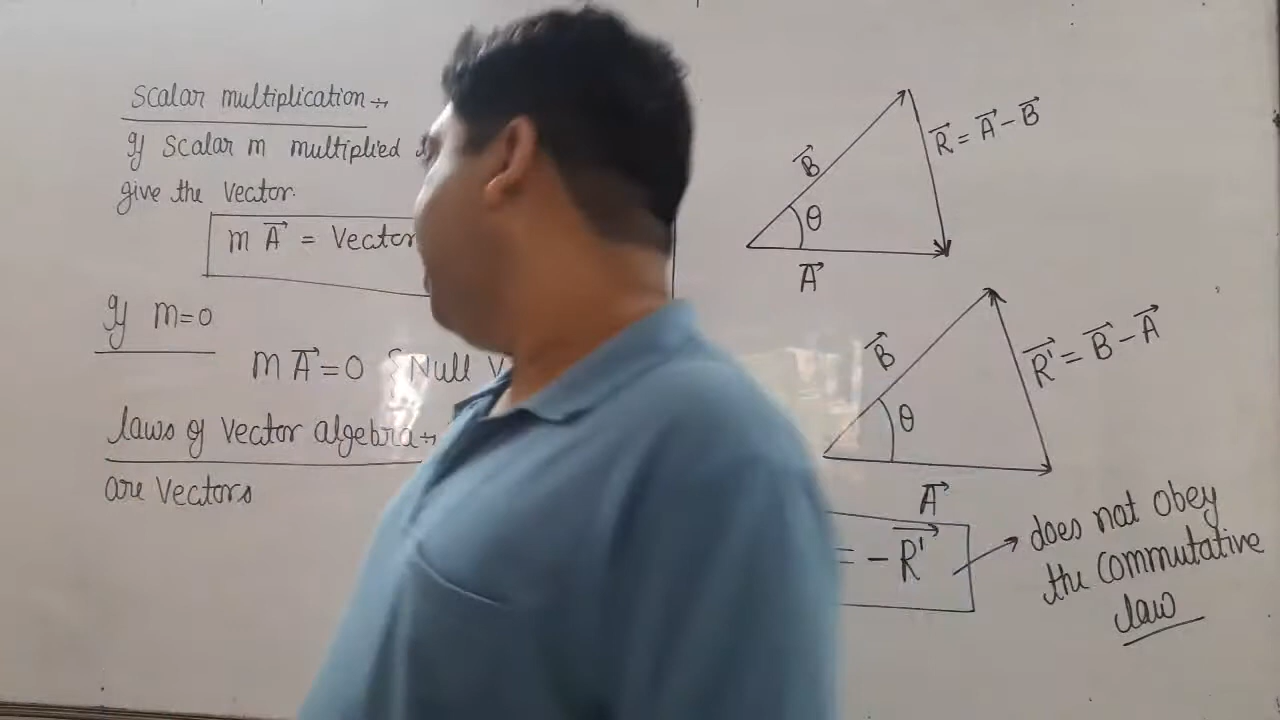 Scalar multiplication →
If Scalar m multiplied
give the Vector.
m A⃗ = Vector
If m=0
m A⃗ = 0 {Null V
laws of Vector algebra →
are Vectors
B⃗
θ
A⃗
R⃗ = A⃗ - B⃗
B⃗
θ
A⃗
R⃗' = B⃗ - A⃗
= - R⃗'
does not obey
the commutative
law